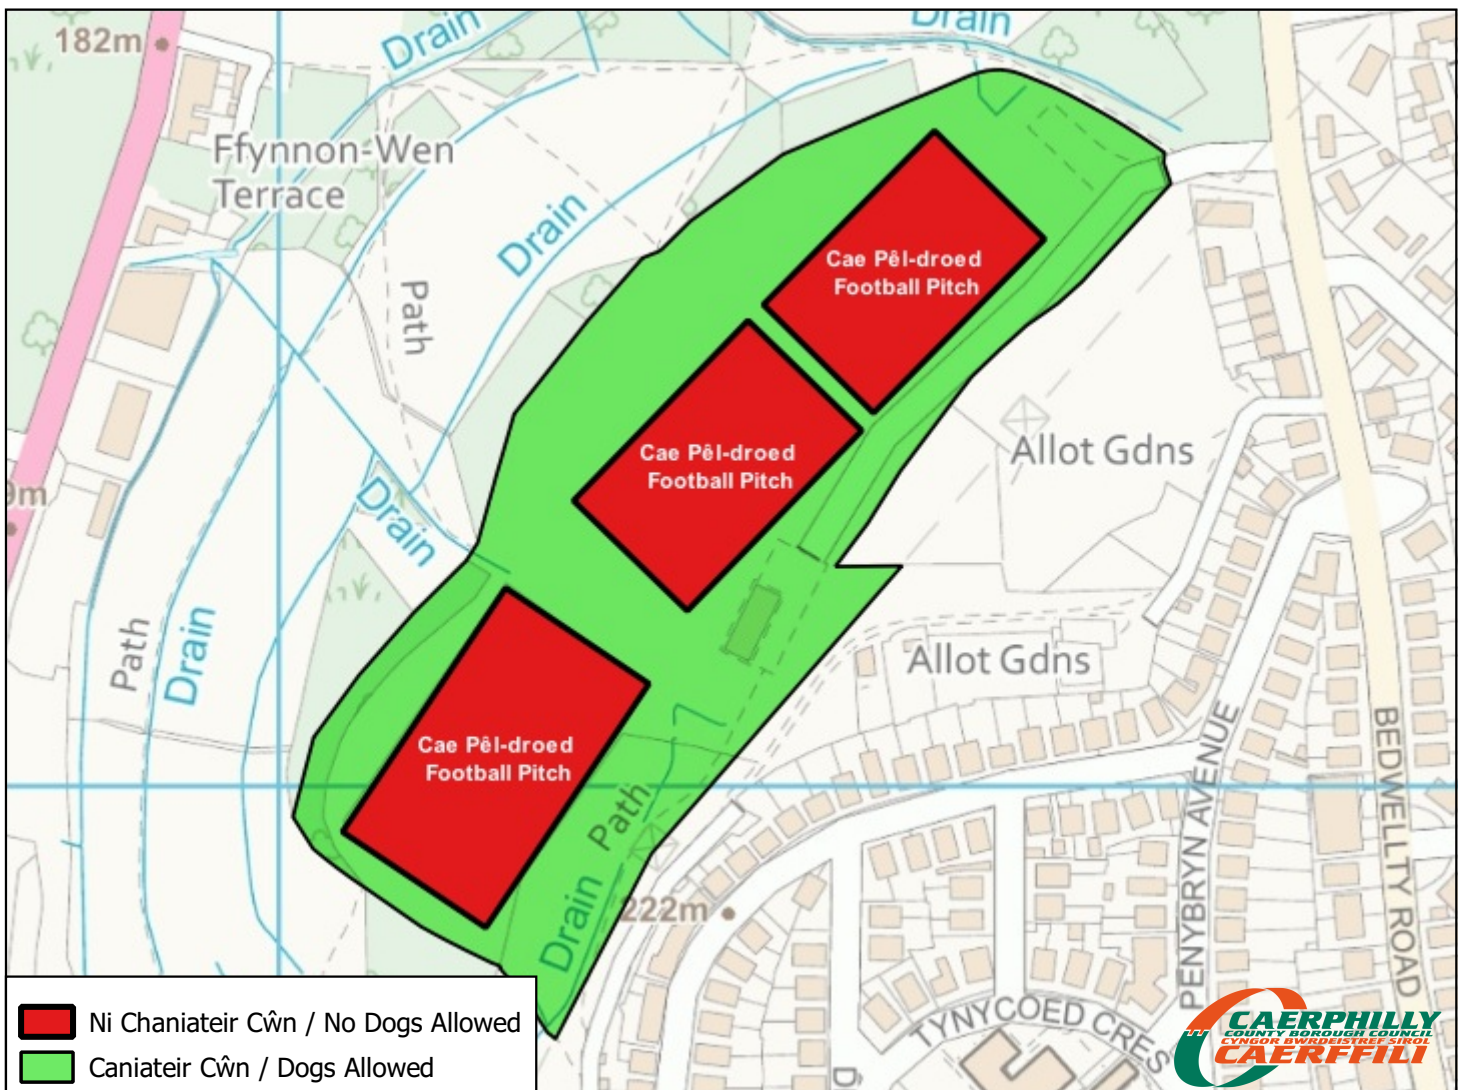 182m
Drain
Drain
Ffynnon-Wen
Terrace
Drain
Path
Cae Pêl-droed
Football Pitch
Cae Pêl-droed
Football Pitch
Allot Gdns
9m
Drain
Path
Drain
Allot Gdns
Cae Pêl-droed
Football Pitch
Path
Drain
222m
PENYBRYN AVENUE
BEDWELLTY ROAD
TYNYCOED CRES
Ni Chaniateir Cŵn / No Dogs Allowed
Caniateir Cŵn / Dogs Allowed
CAERPHILLY
COUNTY BOROUGH COUNCIL
CYNGOR BWRDEISTREF SIROL
CAERFFILI